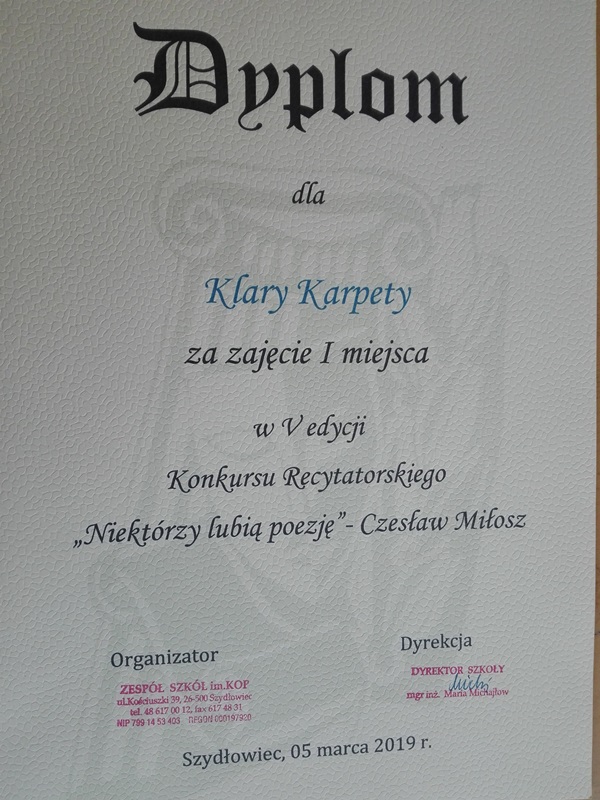 Dyplom
dla
Klary Karpety
za zajęcie I miejsca
w V edycji
Konkursu Recytatorskiego
„Niektórzy lubią poezję”- Czesław Miłosz
Organizator
Dyrekcja
ZESPÓŁ SZKÓŁ im.KOP
ul.Kościuszki 39, 26-500 Szydłowiec
tel. 48 617 00 12, fax 617 48 31
NIP 799 14 53 403 REGON 000197920
DYREKTOR SZKOŁY
mgr inż. Maria Michajłow
Szydłowiec, 05 marca 2019 r.